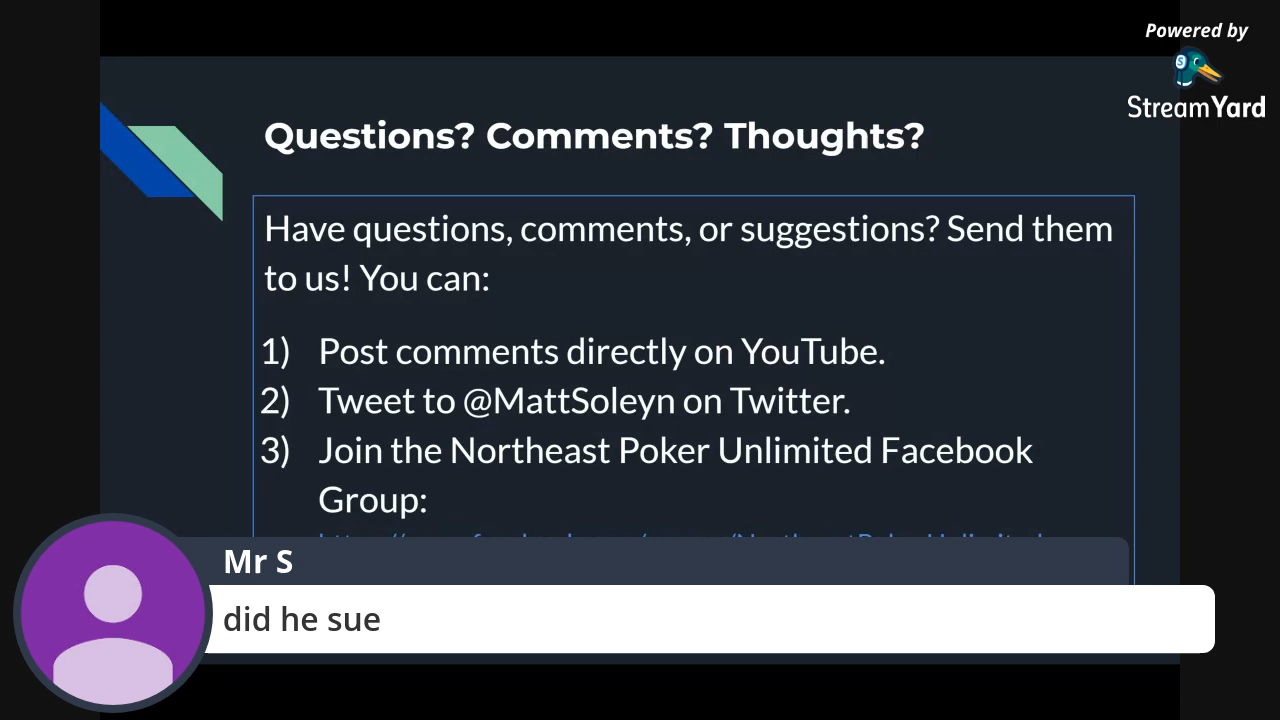 Powered by
StreamYard
Questions? Comments? Thoughts?
Have questions, comments, or suggestions? Send them
to us! You can:
1) Post comments directly on YouTube.
2) Tweet to @MattSoleyn on Twitter.
3) Join the Northeast Poker Unlimited Facebook
Group:
Mr S
did he sue